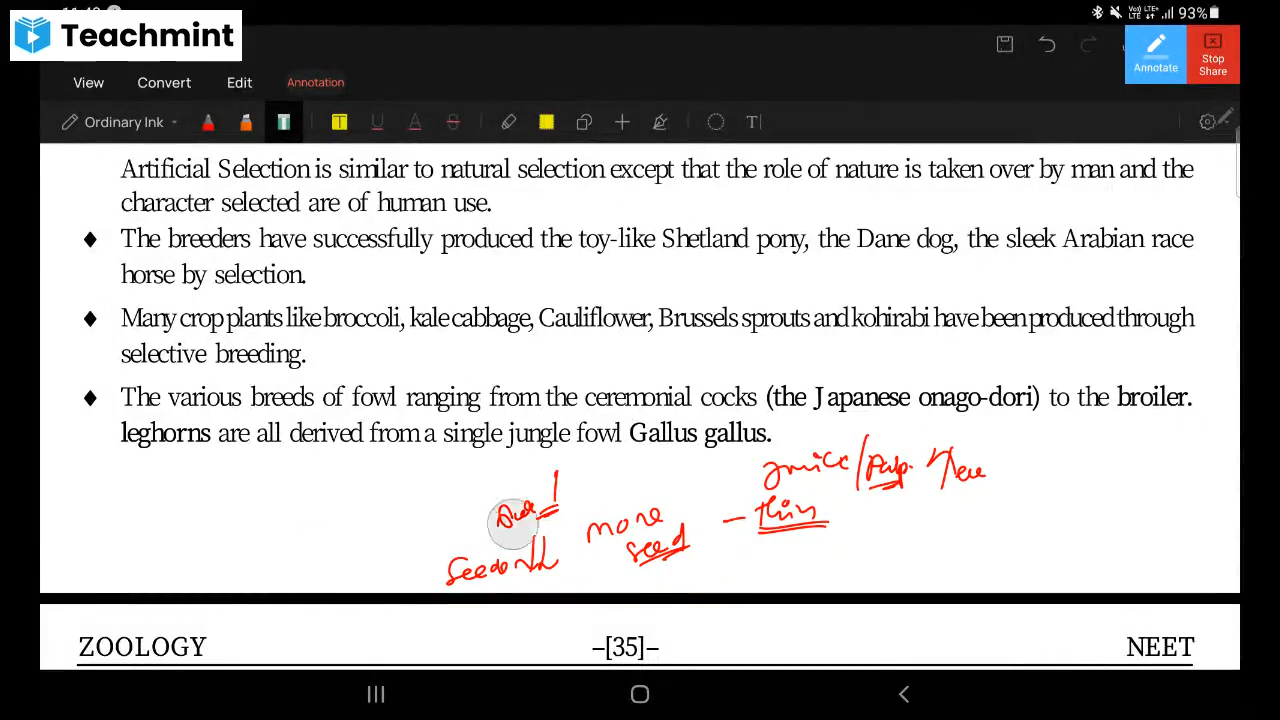 Teachmint
93%
Annotate
Stop
Share
View Convert Edit Annotation
Ordinary Ink
Artificial Selection is similar to natural selection except that the role of nature is taken over by man and the
character selected are of human use.
♦ The breeders have successfully produced the toy-like Shetland pony, the Dane dog, the sleek Arabian race
horse by selection.
♦ Many crop plants like broccoli, kale cabbage, Cauliflower, Brussels sprouts and kohirabi have been produced through
selective breeding.
♦ The various breeds of fowl ranging from the ceremonial cocks (the Japanese onago-dori) to the broiler.
leghorns are all derived from a single jungle fowl Gallus gallus.
more
seed
– thin
ZOOLOGY –[35]– NEET